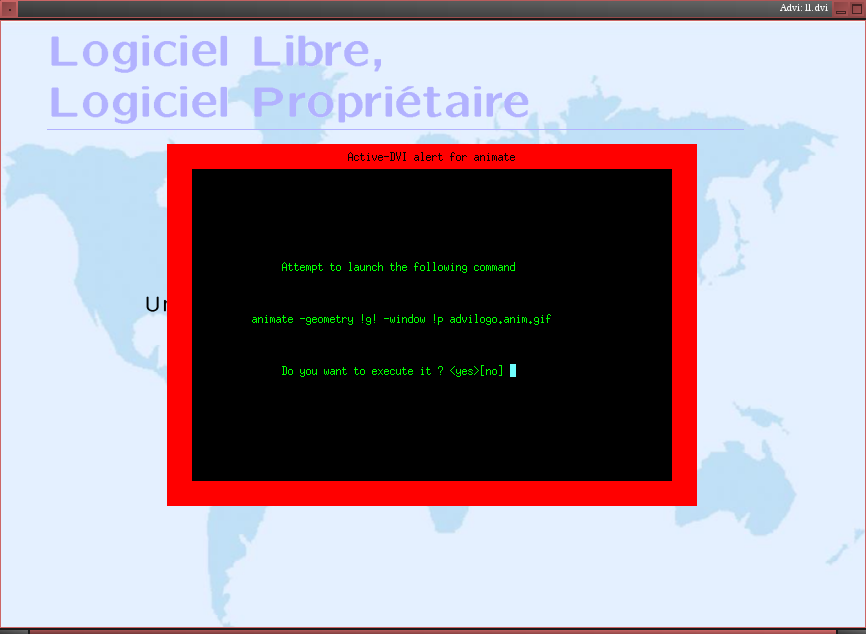 Advi: ll.dvi
Logiciel Libre,
Logiciel Propriétaire
Active-DVI alert for animate
Attempt to launch the following command
animate -geometry !g! -window !p advilogo.anim.gif
Do you want to execute it ? <yes>[no]